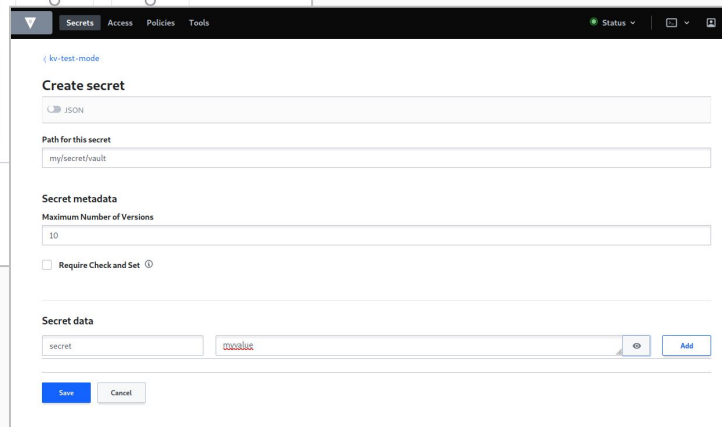 Secrets Access Policies Tools Status
kv-test-mode
Create secret
JSON
Path for this secret
my/secret/vault
Secret metadata
Maximum Number of Versions
10
Require Check and Set
Secret data
secret myvalue Add
Save Cancel